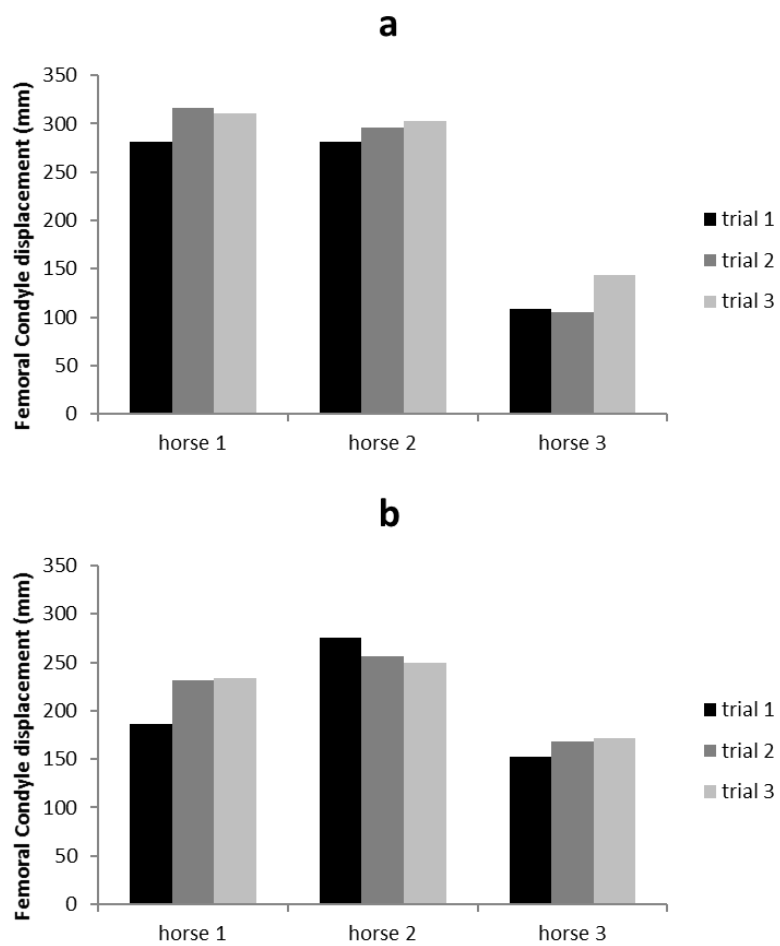 a
Femoral Condyle displacement (mm)
350
300
250
200
150
100
50
0
horse 1 horse 2 horse 3
trial 1
trial 2
trial 3
b
Femoral Condyle displacement (mm)
350
300
250
200
150
100
50
0
horse 1 horse 2 horse 3
trial 1
trial 2
trial 3